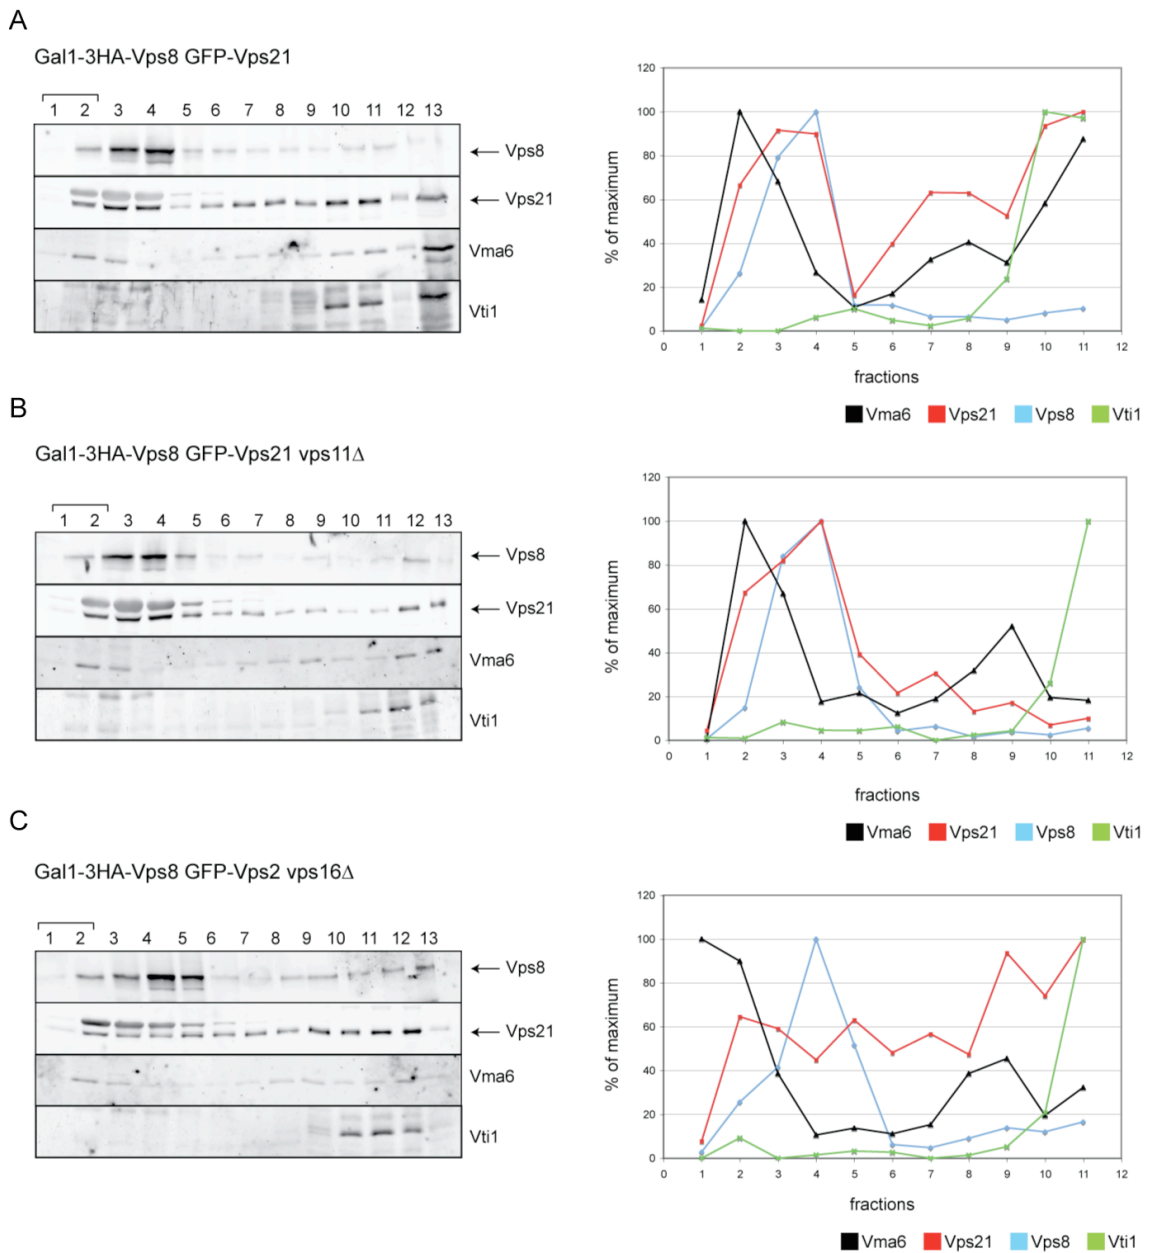 A
Gal1-3HA-Vps8 GFP-Vps21
1 2 3 4 5 6 7 8 9 10 11 12 13
Vps8
Vps21
Vma6
Vti1
120
100
80
60
40
20
0
% of maximum
0 1 2 3 4 5 6 7 8 9 10 11 12
fractions
Vma6 Vps21 Vps8 Vti1
B
Gal1-3HA-Vps8 GFP-Vps21 vps11Δ
1 2 3 4 5 6 7 8 9 10 11 12 13
Vps8
Vps21
Vma6
Vti1
120
100
80
60
40
20
0
% of maximum
0 1 2 3 4 5 6 7 8 9 10 11 12
fractions
Vma6 Vps21 Vps8 Vti1
C
Gal1-3HA-Vps8 GFP-Vps2 vps16Δ
1 2 3 4 5 6 7 8 9 10 11 12 13
Vps8
Vps21
Vma6
Vti1
120
100
80
60
40
20
0
% of maximum
0 1 2 3 4 5 6 7 8 9 10 11 12
fractions
Vma6 Vps21 Vps8 Vti1